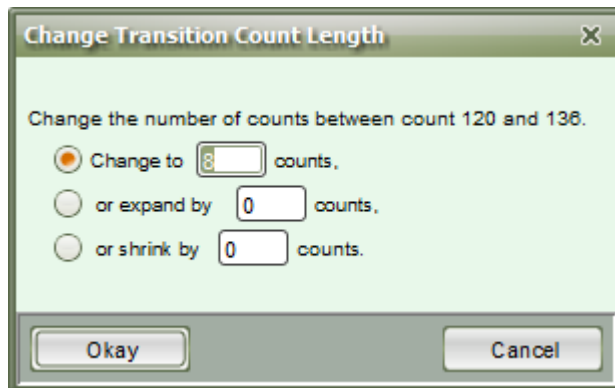 Change Transition Count Length
Change the number of counts between count 120 and 136.
Change to 8 counts,
or expand by 0 counts,
or shrink by 0 counts.
Okay Cancel